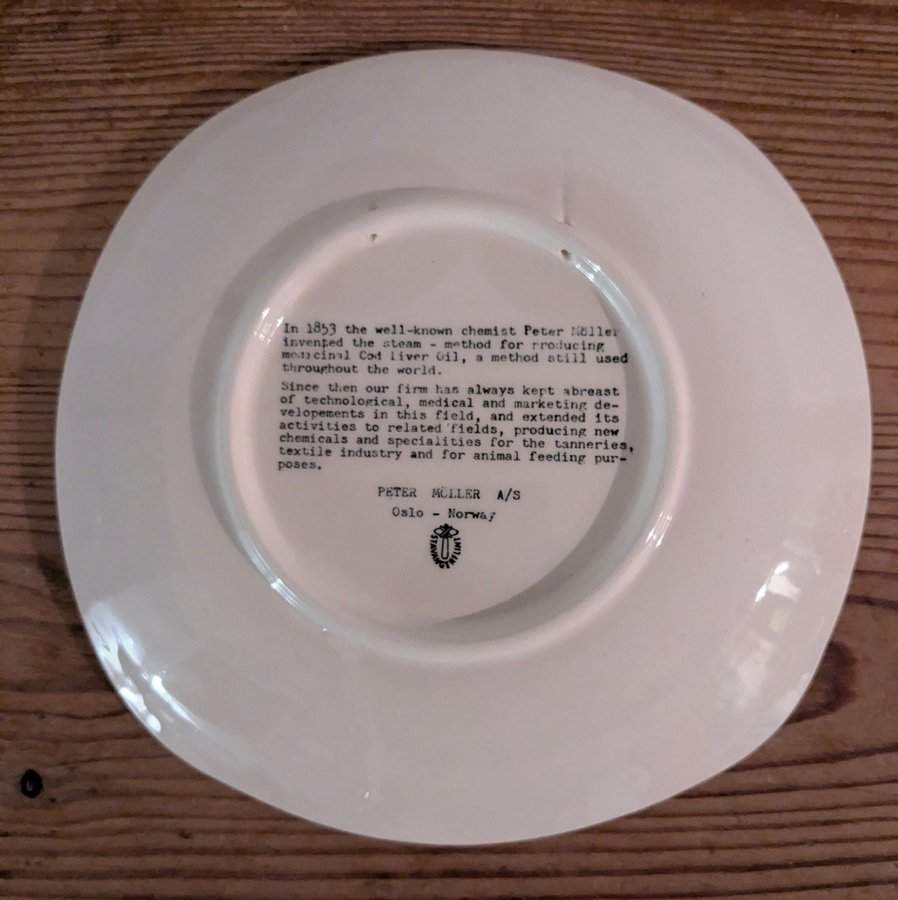 In 1853 the well-known chemist Peter Möller
invented the steam - method for producing
medicinal Cod Liver Oil, a method still used
throughout the world.
Since then our firm has always kept abreast
of technological, medical and marketing de-
velopements in this field, and extended its
activities to related fields, producing new
chemicals and specialities for the tanneries,
textile industry and for animal feeding pur-
poses.
PETER MÖLLER A/S
Oslo - Norway
STAVANGERFLINT